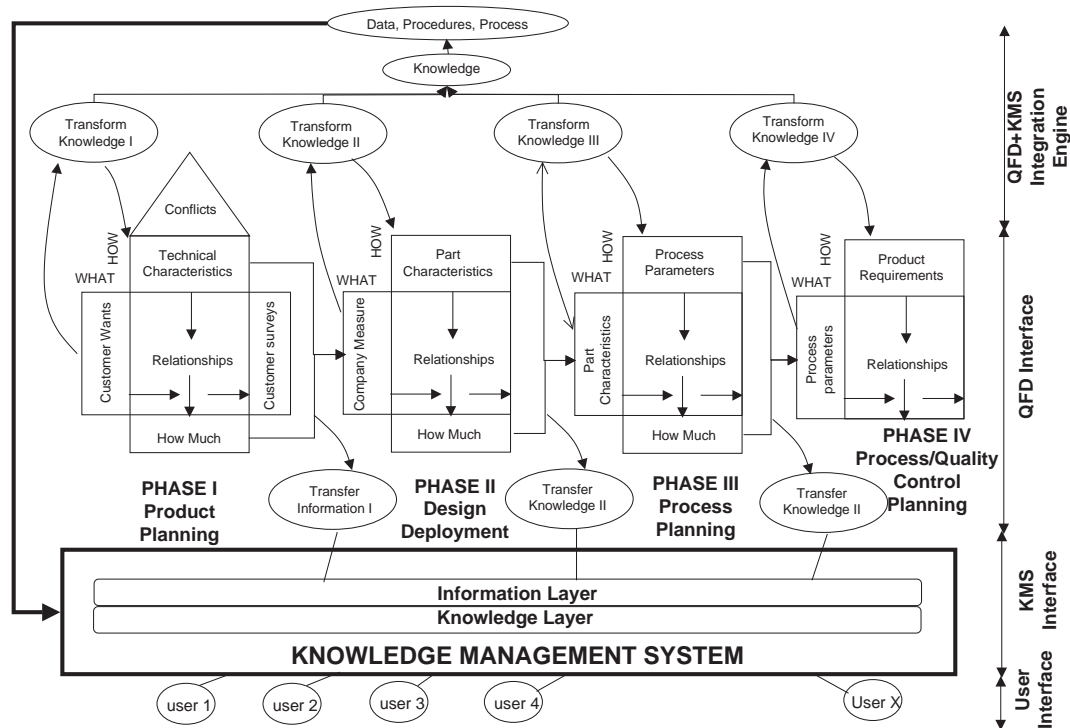 Data, Procedures, Process
Knowledge
Transform
Knowledge I
Transform
Knowledge II
Transform
Knowledge III
Transform
Knowledge IV
QFD+KMS
Integration
Engine
Conflicts
HOW
WHAT
Technical
Characteristics
Customer Wants
Relationships
Customer surveys
How Much
HOW
WHAT
Part
Characteristics
Company Measure
Relationships
How Much
HOW
WHAT
Process
Parameters
Part
Characteristics
Relationships
How Much
HOW
WHAT
Product
Requirements
Process
parameters
Relationships
QFD Interface
PHASE I
Product
Planning
Transfer
Information I
PHASE II
Design
Deployment
Transfer
Knowledge II
PHASE III
Process
Planning
Transfer
Knowledge II
PHASE IV
Process/Quality
Control
Planning
Information Layer
Knowledge Layer
KNOWLEDGE MANAGEMENT SYSTEM
KMS
Interface
user 1
user 2
user 3
user 4
User X
User
Interface